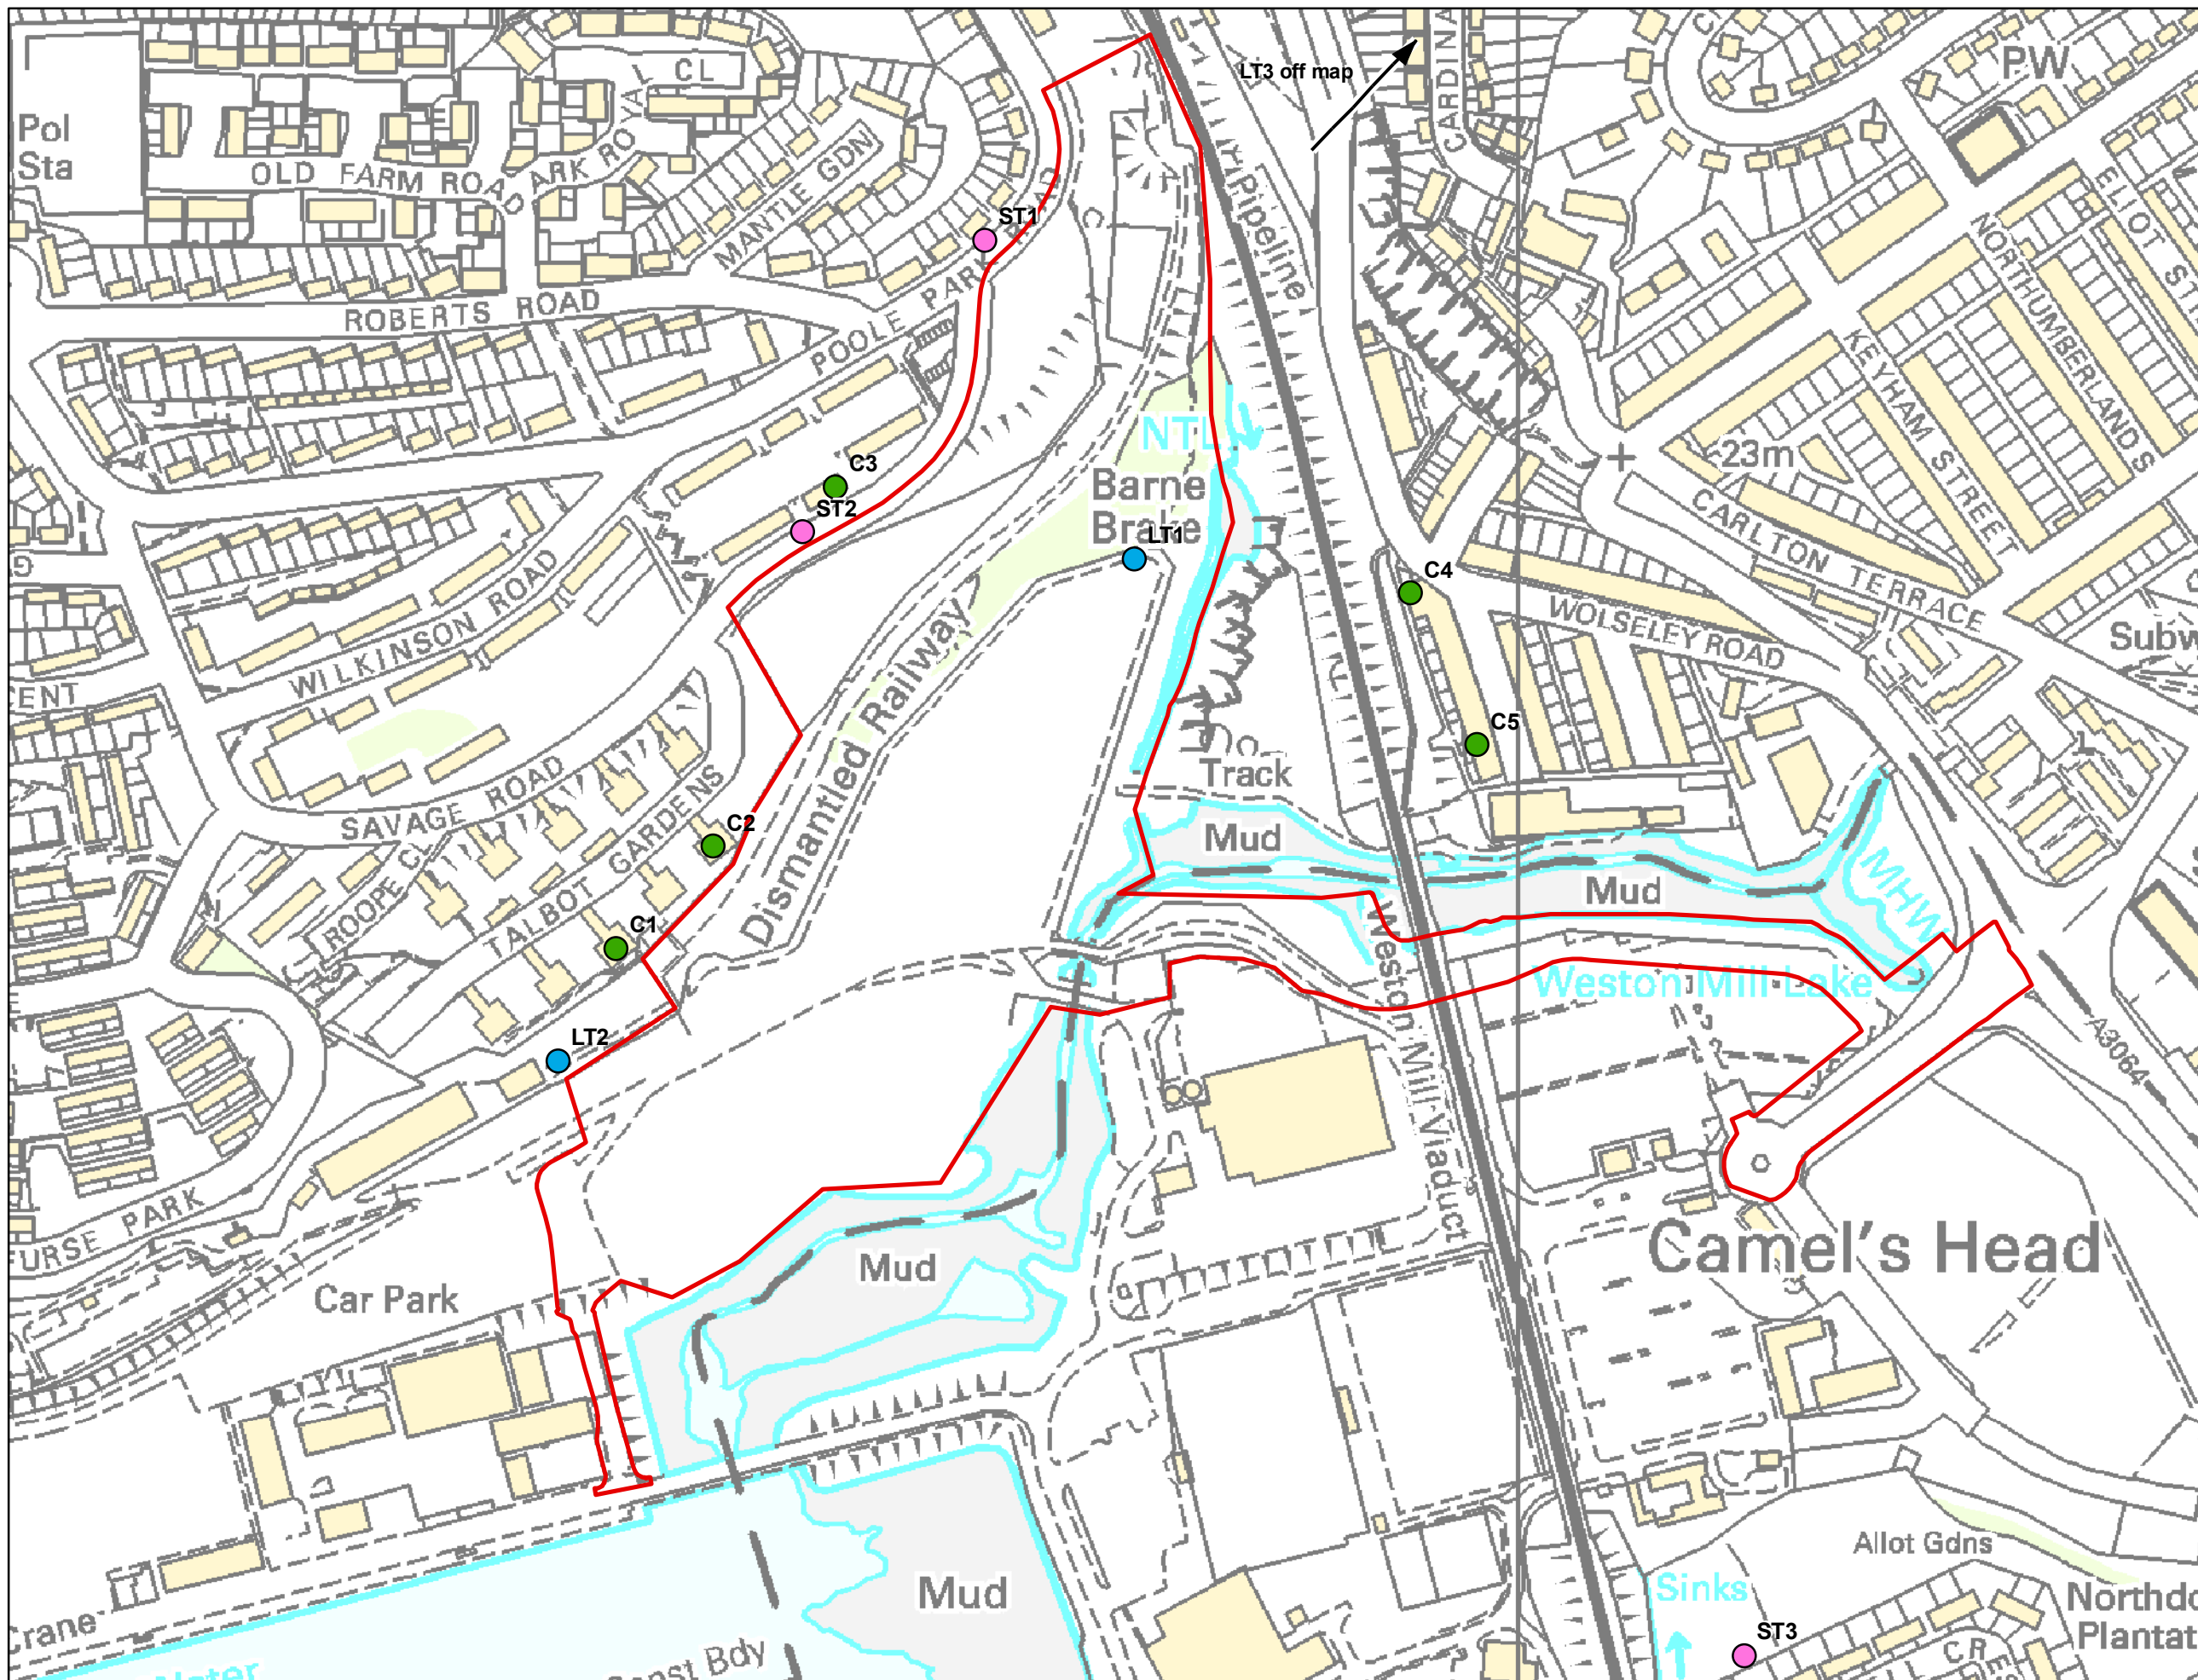 LT3 off map
PW
CL
Pol
Sta
OLD FARM ROAD
PARK ROYAL
MANTLE GDN
ST1
Pipeline
ROBERTS ROAD
POOLE PARK ROAD
NORTHUMBERLAND S
KEYHAM STREET
NTL
23m
C3
ST2
Barne
Brake
LT1
CARLTON TERRACE
C4
WOLSELEY ROAD
WILKINSON ROAD
Subw
CENT
C5
Track
SAVAGE ROAD
Dismantled Railway
C2
Mud
Mud
MHW
ROOPE CL
TALBOT GARDENS
C1
Weston Mill Lake
Weston Mill Viaduct
LT2
A3064
FURSE PARK
Camel's Head
Mud
Car Park
Allot Gdns
Sinks
Mud
Northdo
Plantat
Crane
ST3
Const Bdy
Water